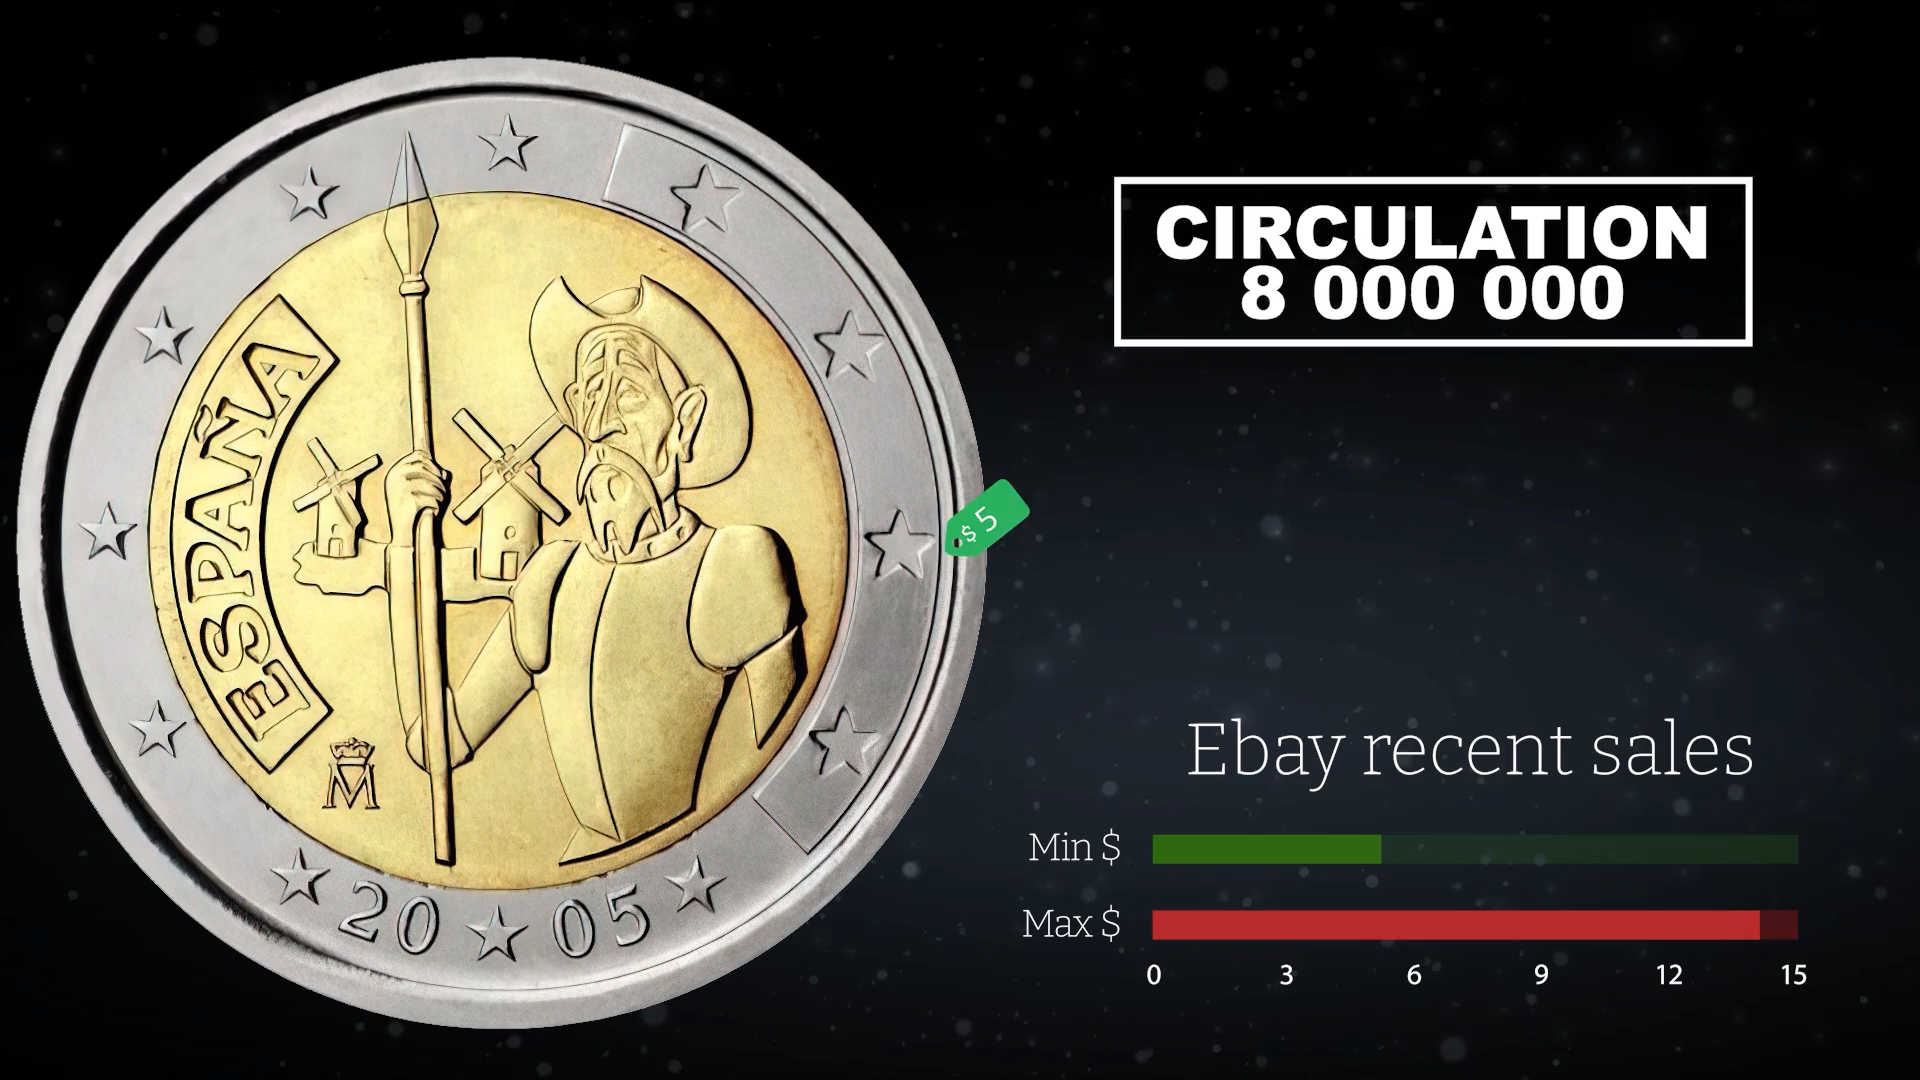 CIRCULATION
8 000 000
ESPAÑA
$ 5
M
20 05
Ebay recent sales
Min $
Max $
0 3 6 9 12 15